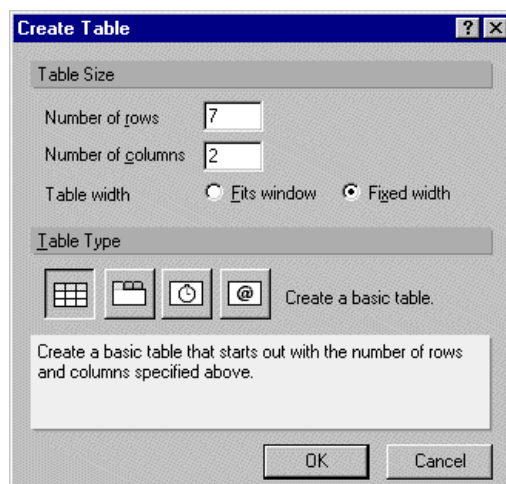 Create Table
Table Size
Number of rows 7
Number of columns 2
Table width Fits window Fixed width
Table Type
@ Create a basic table.
Create a basic table that starts out with the number of rows
and columns specified above.
OK Cancel